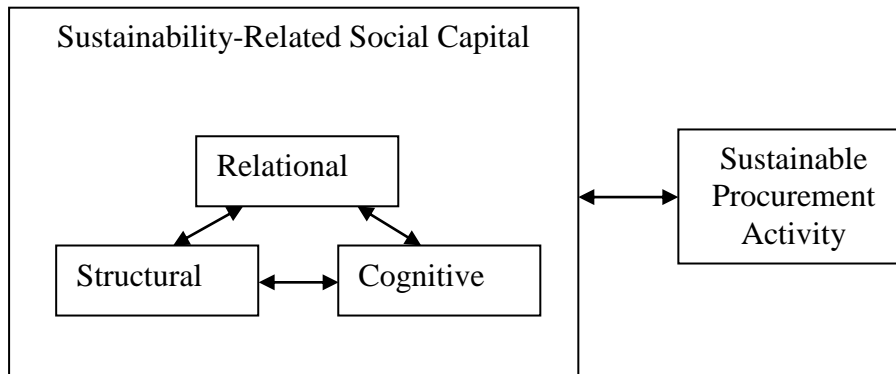 Sustainability-Related Social Capital
Relational
Structural
Cognitive
Sustainable
Procurement
Activity